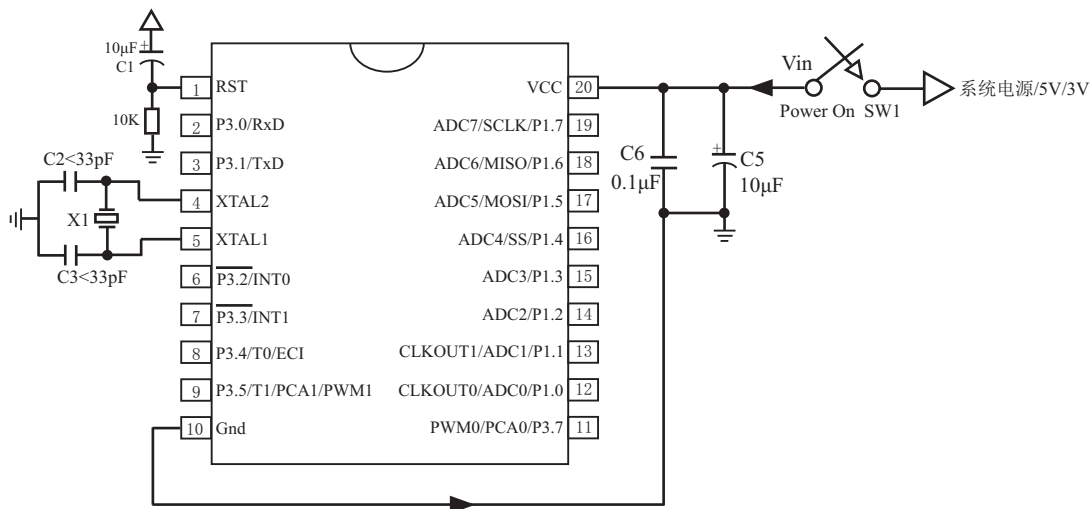 10μF +
C1
10K
C2<33pF
X1
C3<33pF
1 RST
2 P3.0/RxD
3 P3.1/TxD
4 XTAL2
5 XTAL1
6 P3.2/INT0
7 P3.3/INT1
8 P3.4/T0/ECI
9 P3.5/T1/PCA1/PWM1
10 Gnd
VCC 20
ADC7/SCLK/P1.7 19
ADC6/MISO/P1.6 18
ADC5/MOSI/P1.5 17
ADC4/SS/P1.4 16
ADC3/P1.3 15
ADC2/P1.2 14
CLKOUT1/ADC1/P1.1 13
CLKOUT0/ADC0/P1.0 12
PWM0/PCA0/P3.7 11
C6
0.1μF
+ C5
10μF
Vin
Power On SW1
系统电源/5V/3V